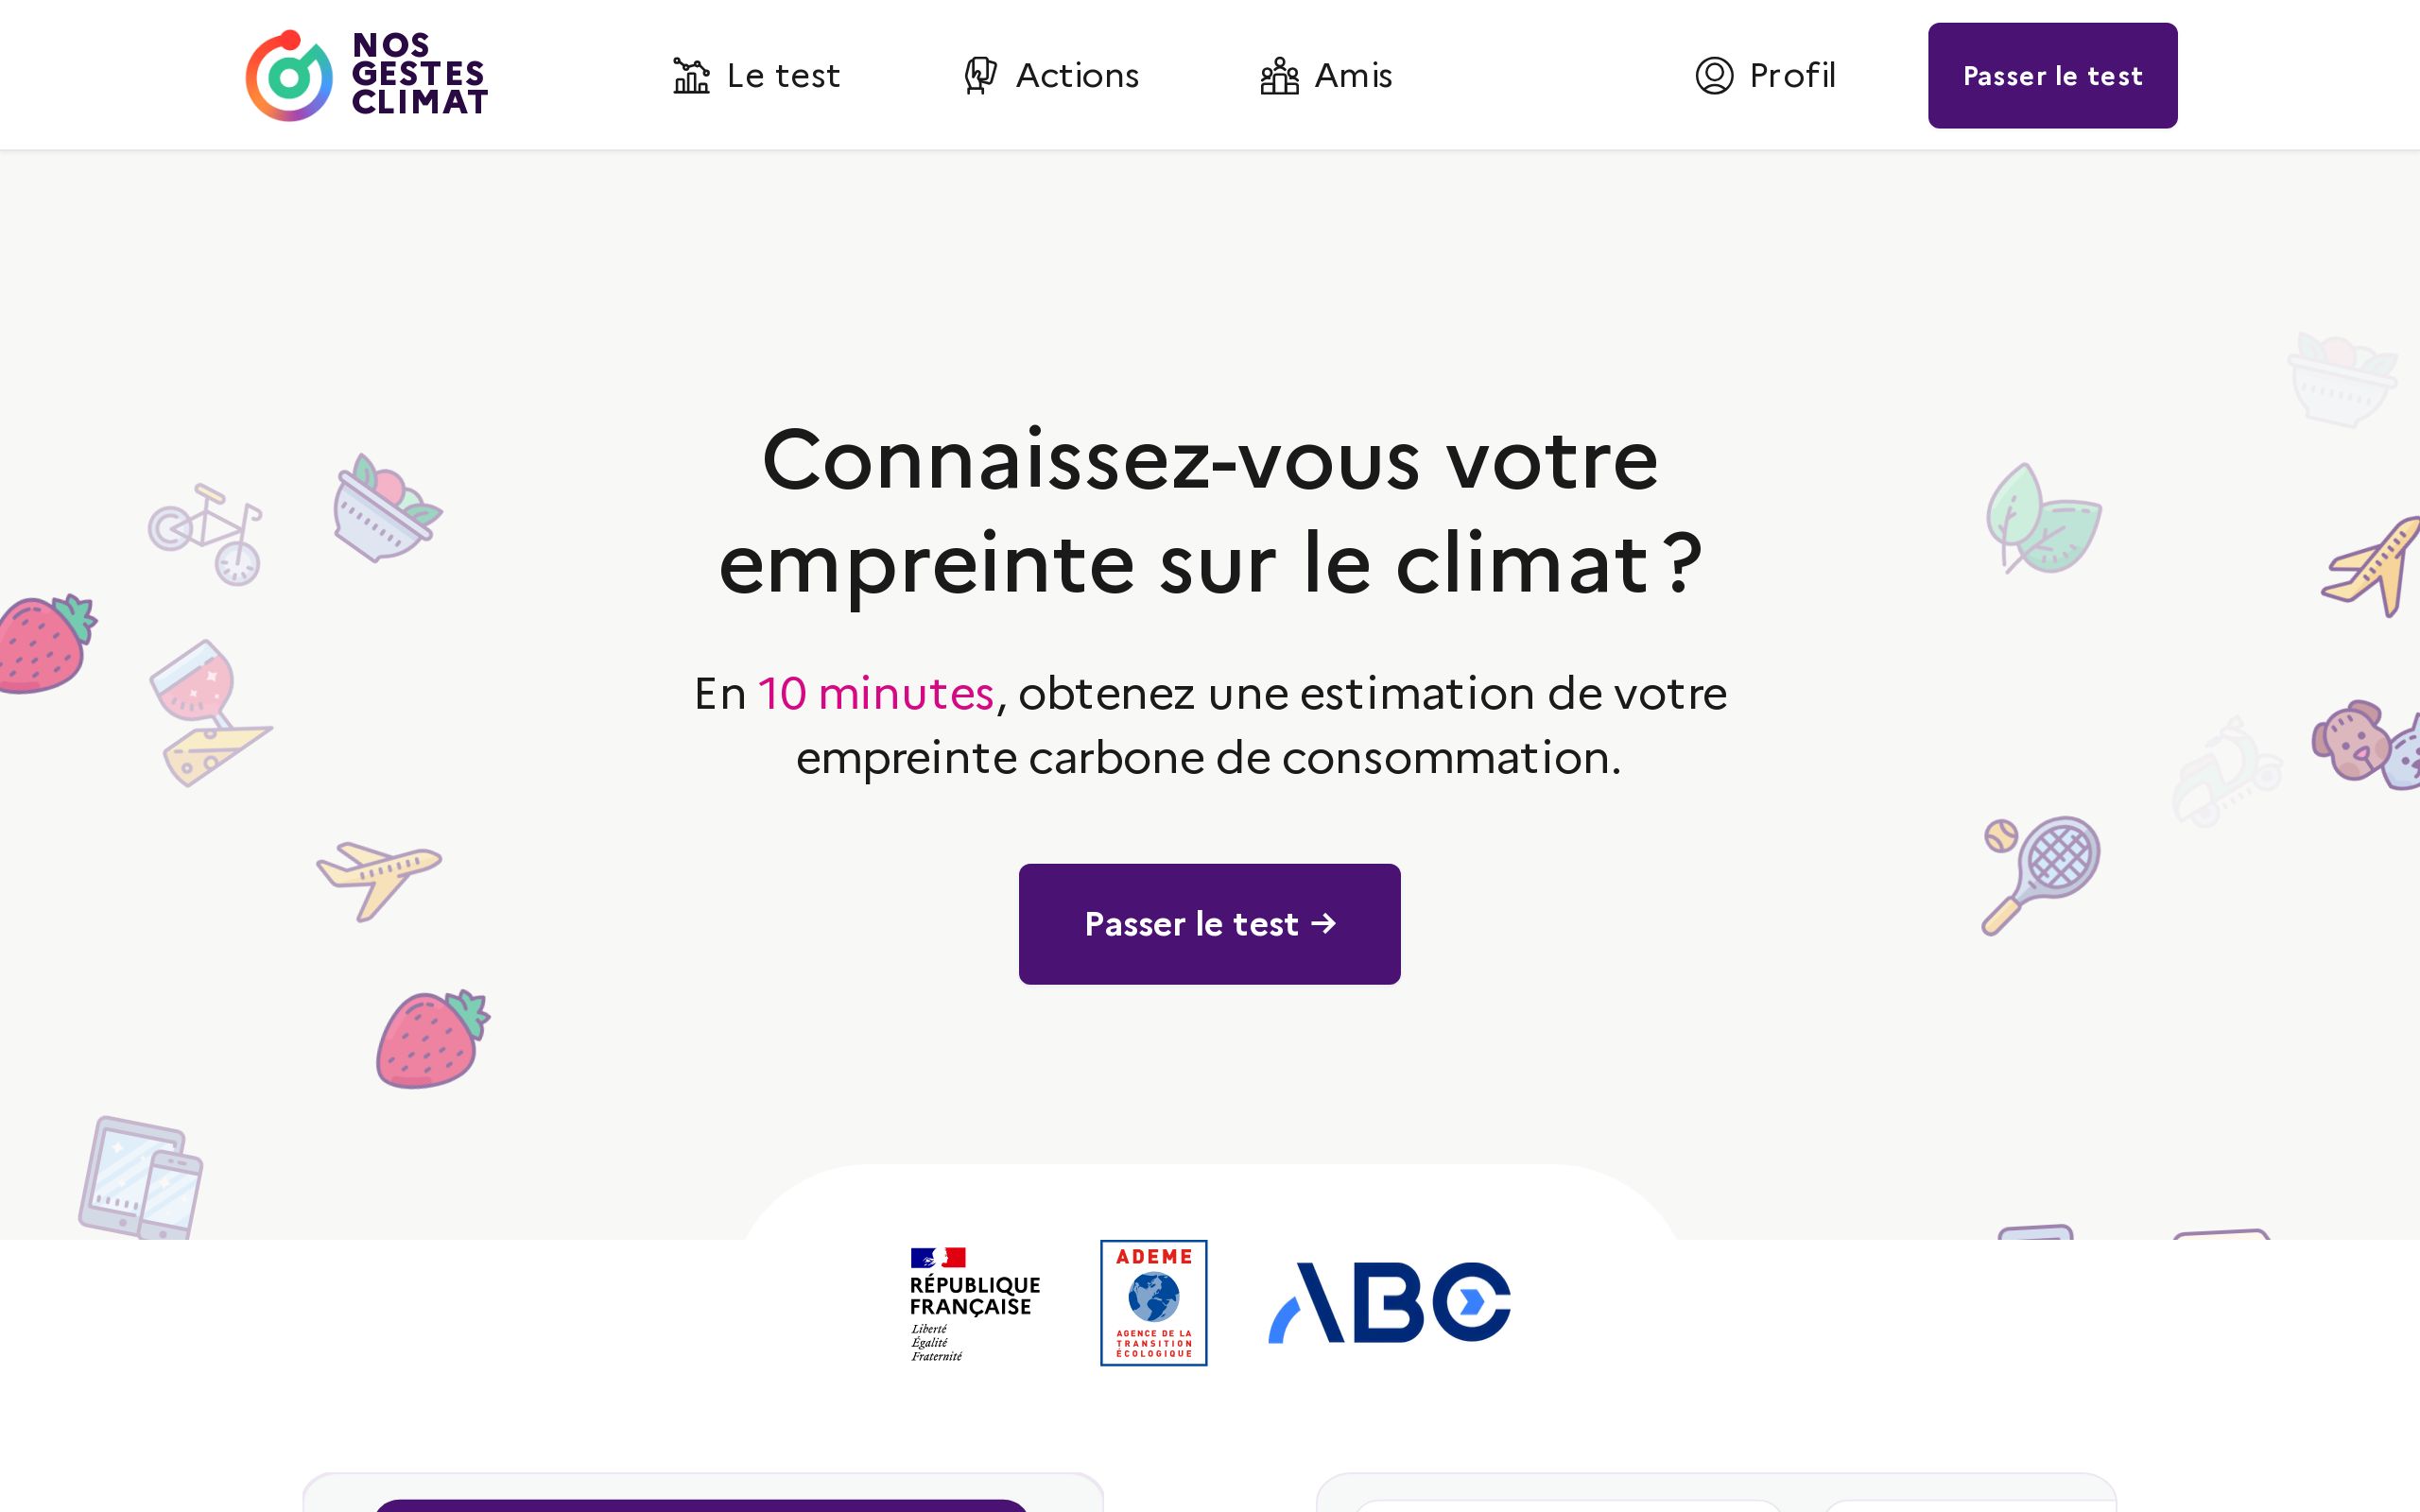 NOS
GESTES
CLIMAT
Le test
Actions
Amis
Profil
Passer le test
Connaissez-vous votre
empreinte sur le climat ?
En 10 minutes, obtenez une estimation de votre
empreinte carbone de consommation.
Passer le test →
RÉPUBLIQUE
FRANÇAISE
Liberté
Égalité
Fraternité
ADEME
AGENCE DE LA
TRANSITION
ÉCOLOGIQUE
ABC